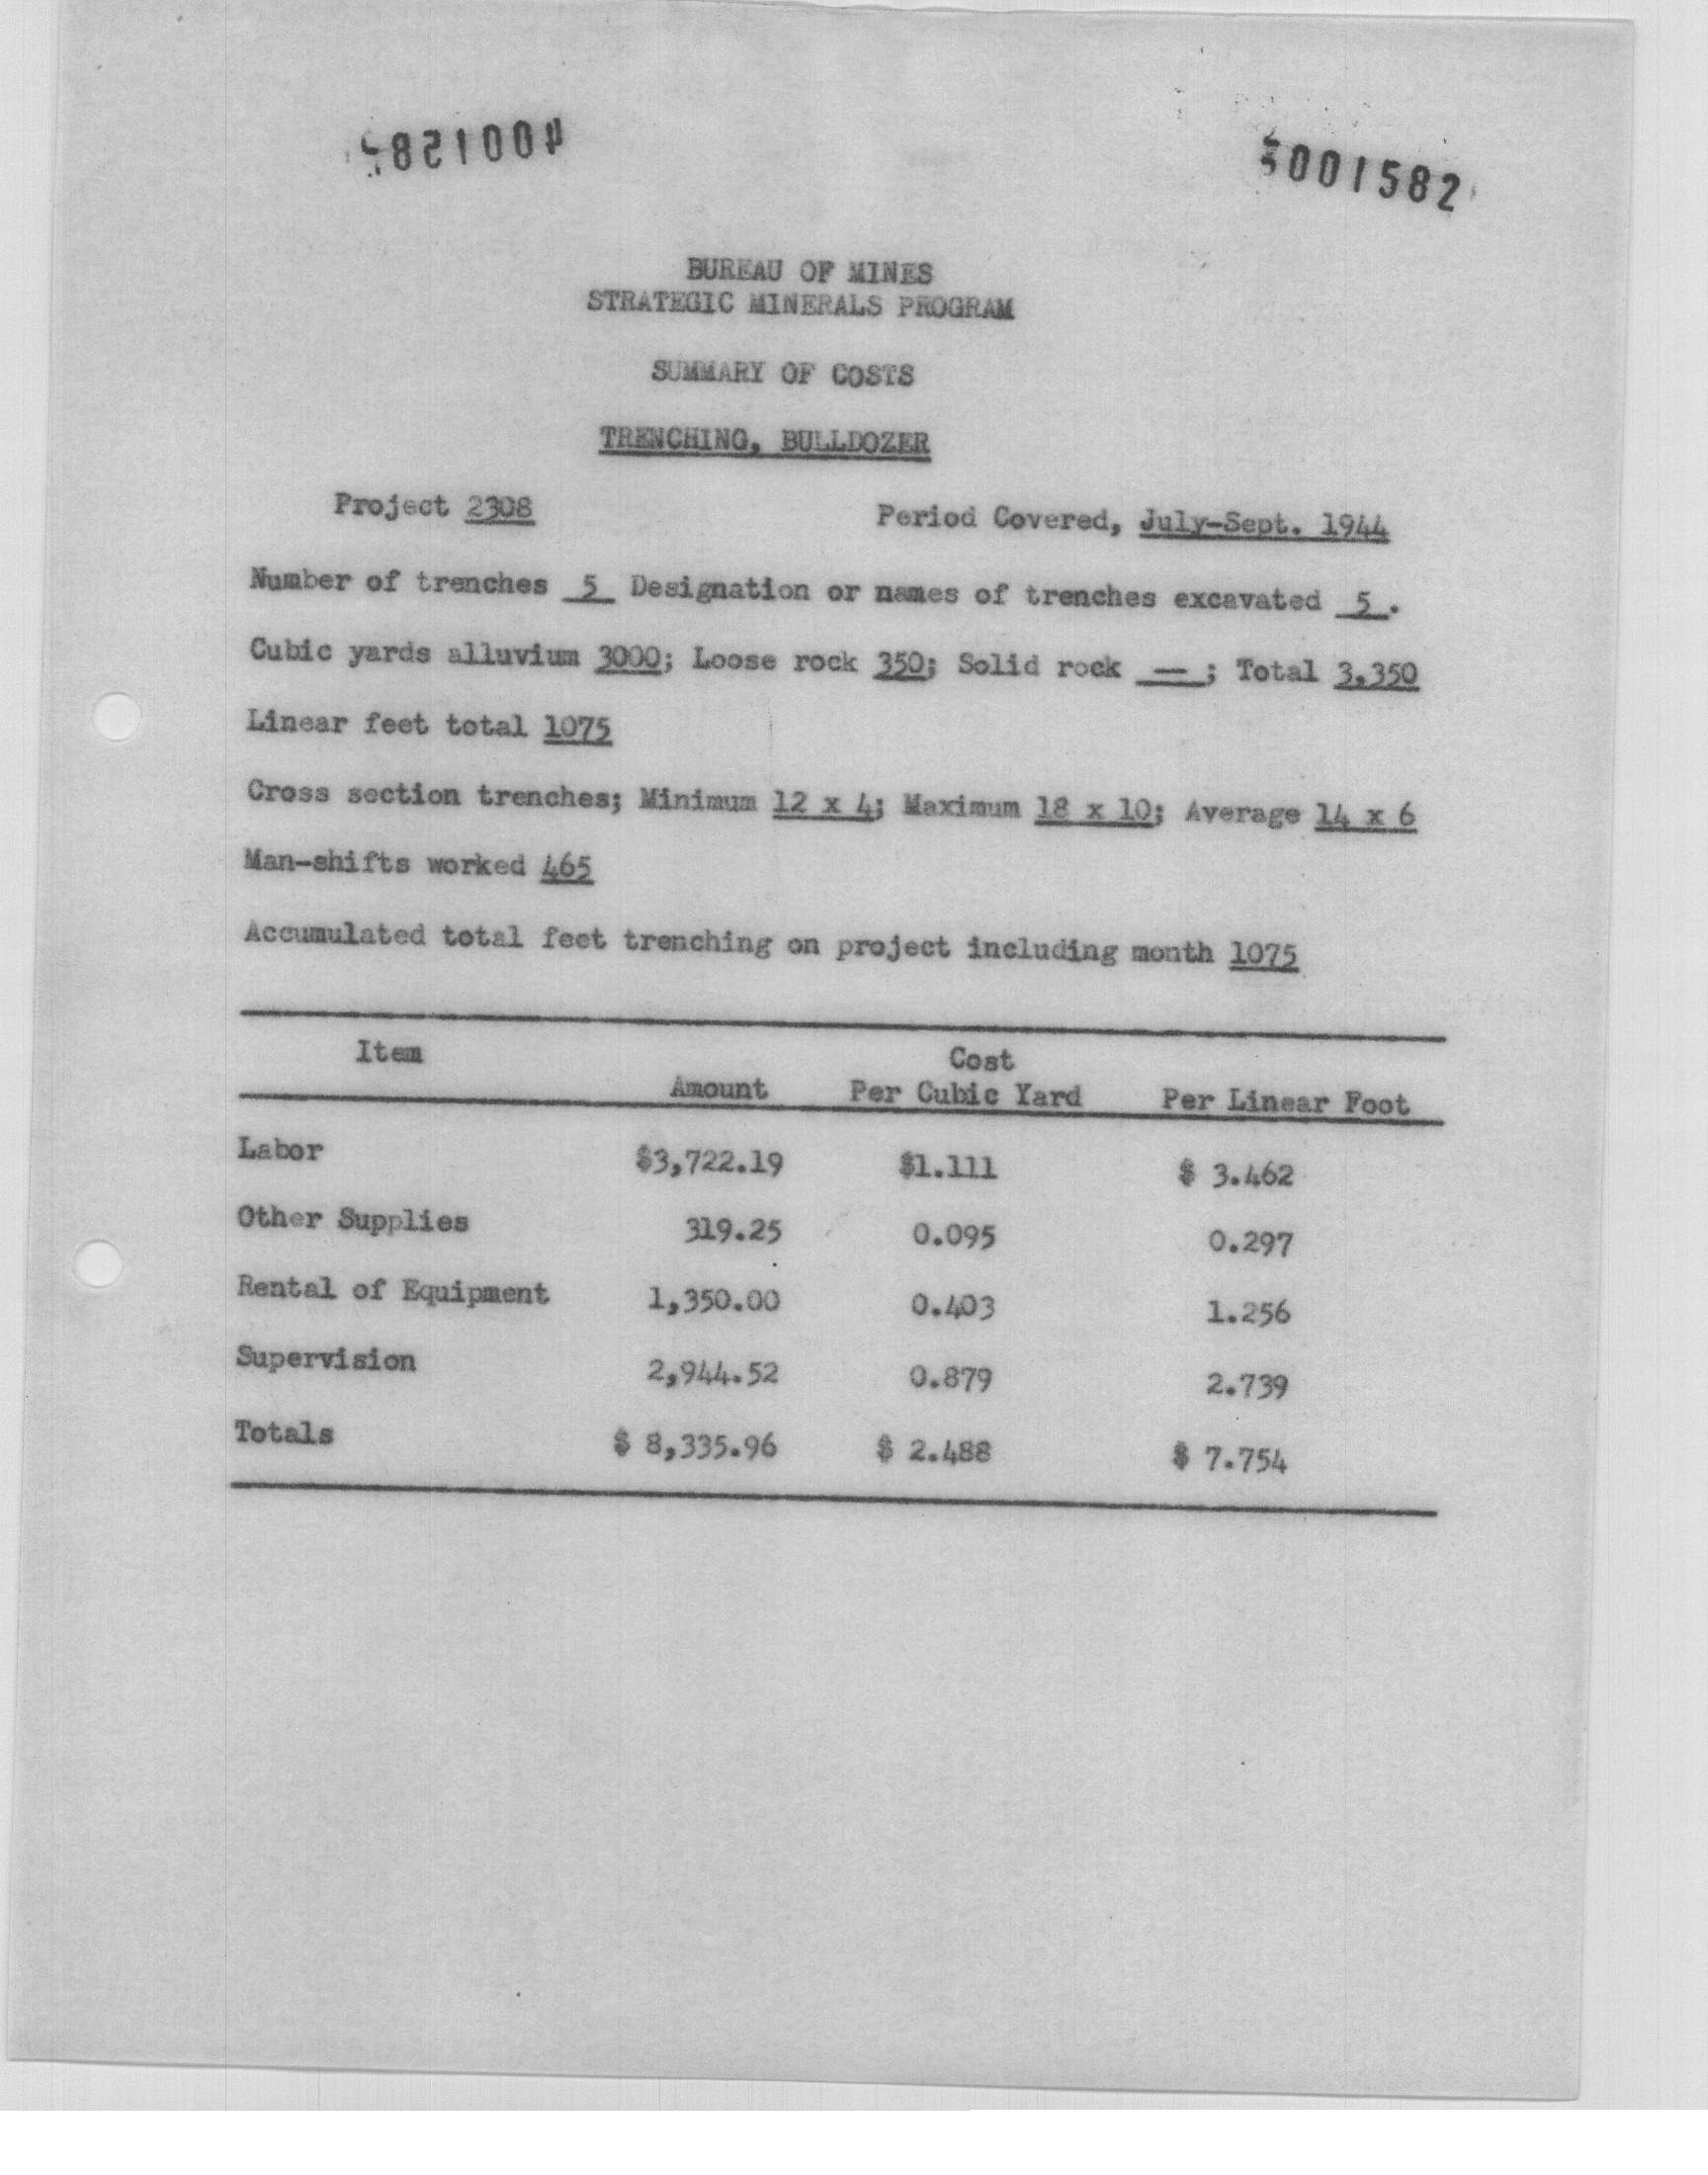 BUREAU OF MINES
STRATEGIC MINERALS PROGRAM
SUMMARY OF COSTS
TRENCHING, BULLDOZER
Project 2308 Period Covered, July-Sept. 1944
Number of trenches 5 Designation or names of trenches excavated 5.
Cubic yards alluvium 3000; Loose rock 350; Solid rock —; Total 3,350
Linear feet total 1075
Cross section trenches; Minimum 12 x 4; Maximum 18 x 10; Average 14 x 6
Man-shifts worked 465
Accumulated total feet trenching on project including month 1075
Item Cost
Amount Per Cubic Yard Per Linear Foot
Labor $3,722.19 $1.111 $ 3.462
Other Supplies 319.25 0.095 0.297
Rental of Equipment 1,350.00 0.403 1.256
Supervision 2,944.52 0.879 2.739
Totals $ 8,335.96 $ 2.488 $ 7.754